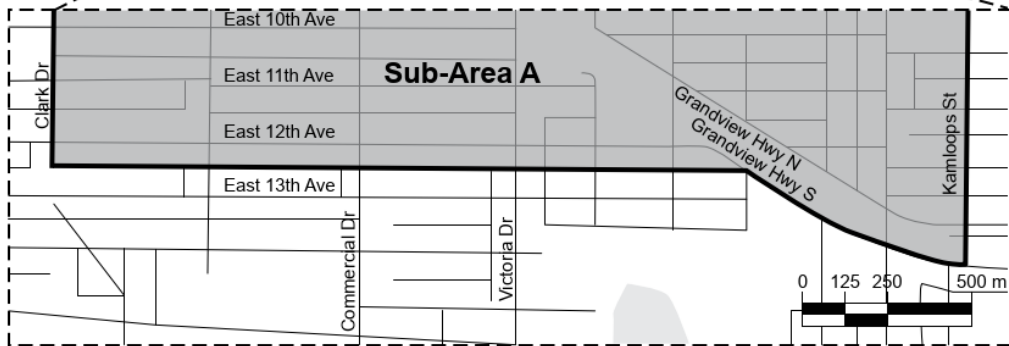 East 10th Ave
East 11th Ave
Sub-Area A
East 12th Ave
East 13th Ave
Clark Dr
Commercial Dr
Victoria Dr
Grandview Hwy N
Grandview Hwy S
Kamloops St
0 125 250 500 m